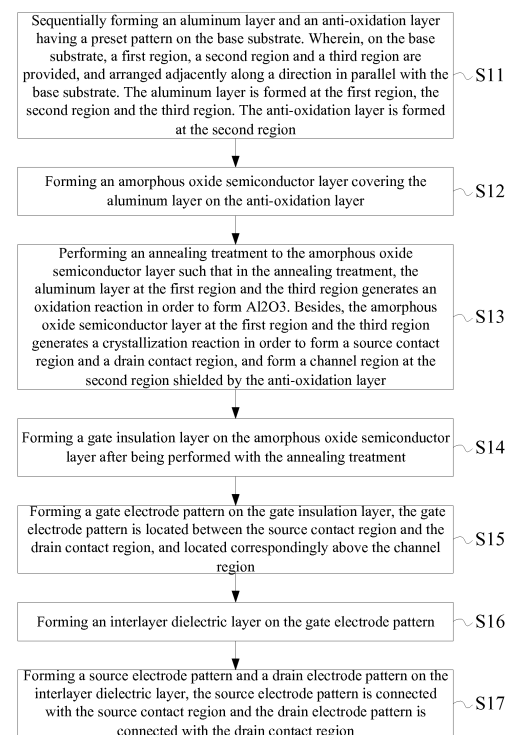 Sequentially forming an aluminum layer and an anti-oxidation layer
having a preset pattern on the base substrate. Wherein, on the base
substrate, a first region, a second region and a third region are
provided, and arranged adjacently along a direction in parallel with the
base substrate. The aluminum layer is formed at the first region, the
second region and the third region. The anti-oxidation layer is formed
at the second region
S11
Forming an amorphous oxide semiconductor layer covering the
aluminum layer on the anti-oxidation layer
S12
Performing an annealing treatment to the amorphous oxide
semiconductor layer such that in the annealing treatment, the
aluminum layer at the first region and the third region generates an
oxidation reaction in order to form Al2O3. Besides, the amorphous
oxide semiconductor layer at the first region and the third region
generates a crystallization reaction in order to form a source contact
region and a drain contact region, and form a channel region at the
second region shielded by the anti-oxidation layer
S13
Forming a gate insulation layer on the amorphous oxide semiconductor
layer after being performed with the annealing treatment
S14
Forming a gate electrode pattern on the gate insulation layer, the gate
electrode pattern is located between the source contact region and the
drain contact region, and located correspondingly above the channel
region
S15
Forming an interlayer dielectric layer on the gate electrode pattern
S16
Forming a source electrode pattern and a drain electrode pattern on the
interlayer dielectric layer, the source electrode pattern is connected
with the source contact region and the drain electrode pattern is
connected with the drain contact region
S17